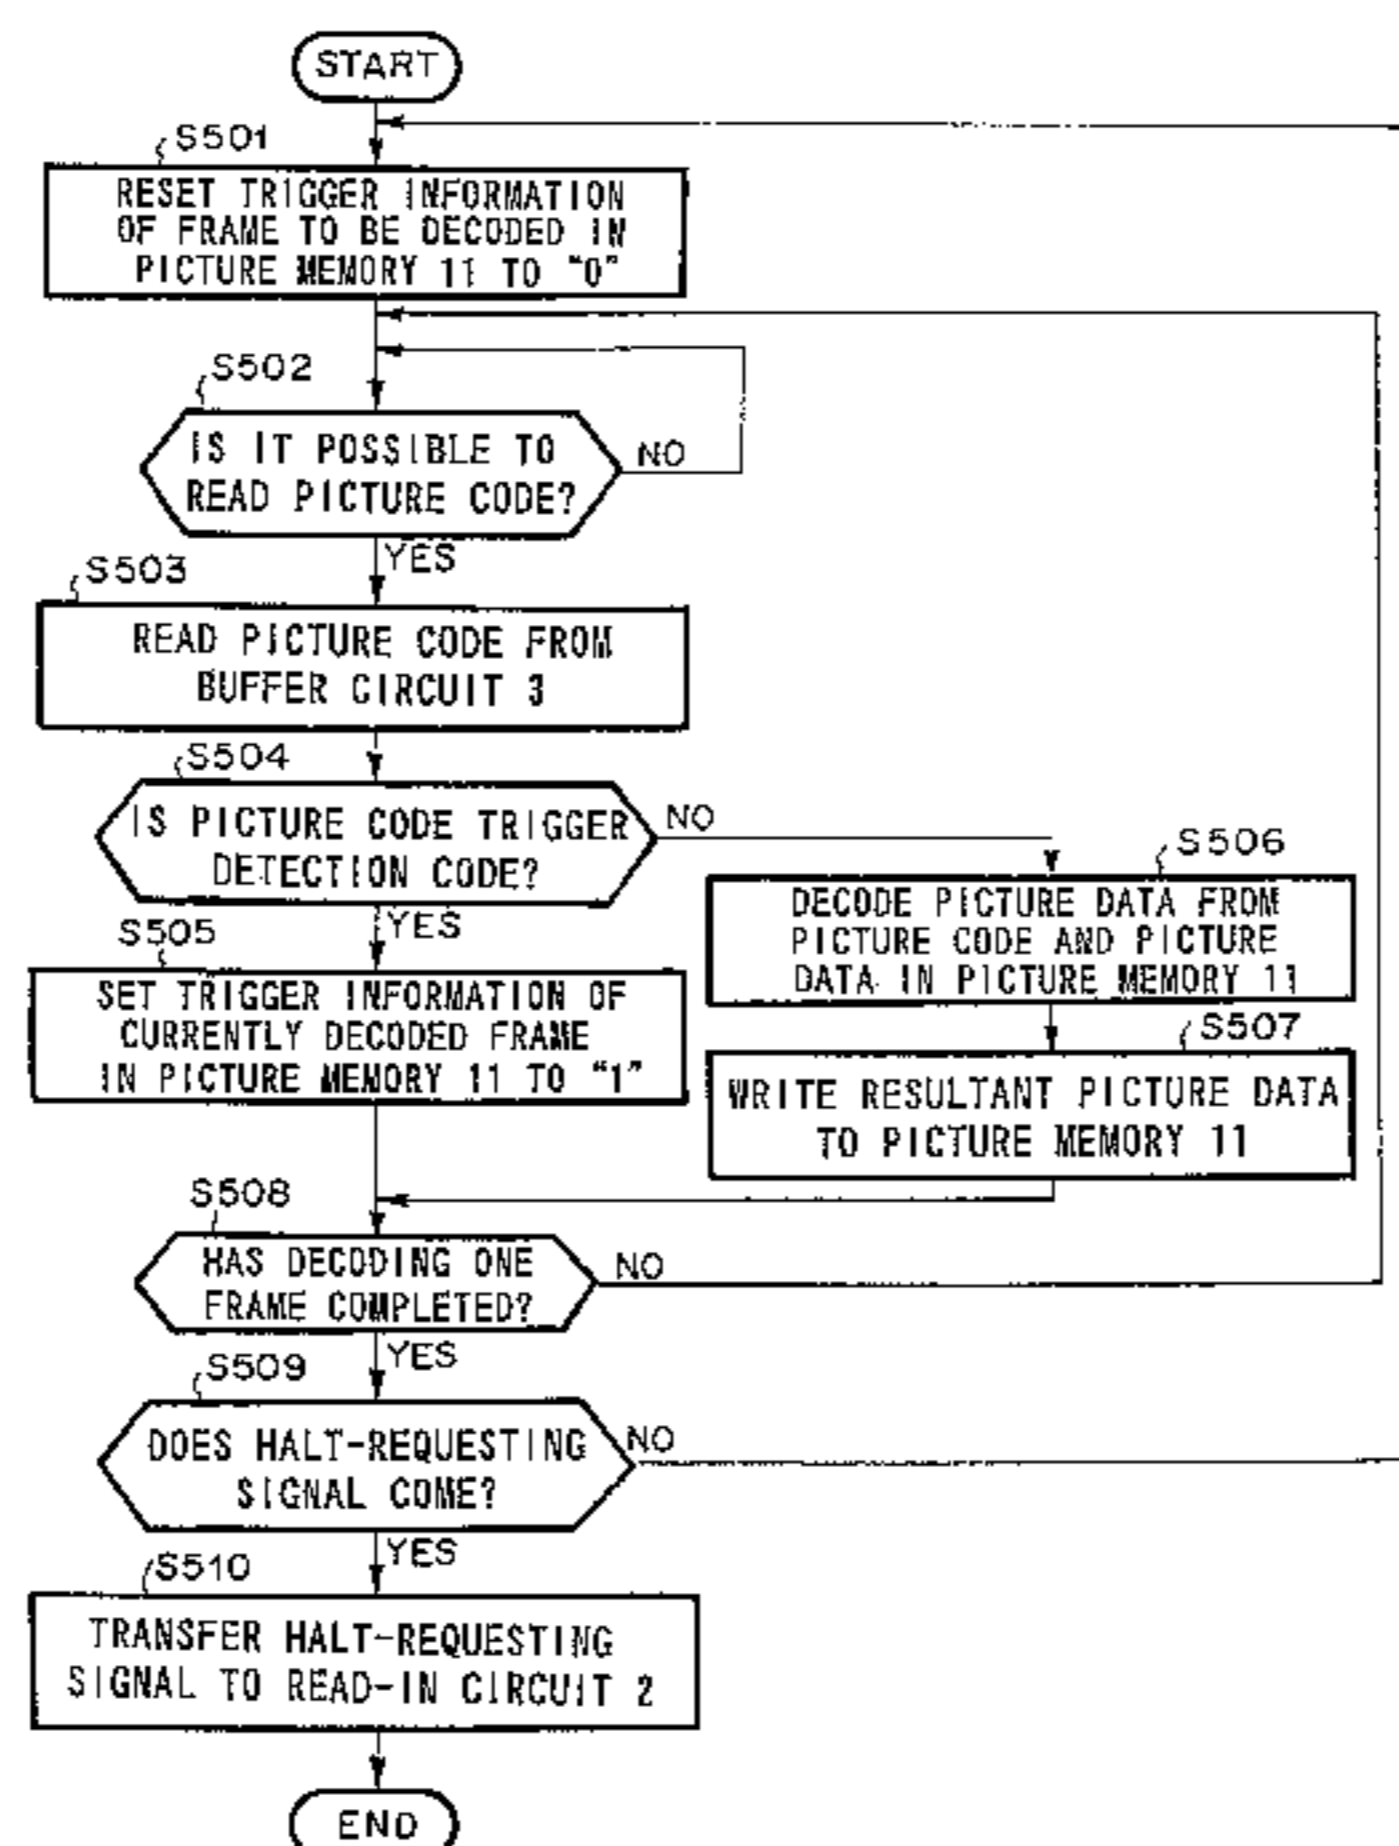 START
S501
RESET TRIGGER INFORMATION
OF FRAME TO BE DECODED IN
PICTURE MEMORY 11 TO "0"
S502
IS IT POSSIBLE TO
READ PICTURE CODE?
NO
YES
S503
READ PICTURE CODE FROM
BUFFER CIRCUIT 3
S504
IS PICTURE CODE TRIGGER
DETECTION CODE?
NO
YES
S505
SET TRIGGER INFORMATION OF
CURRENTLY DECODED FRAME
IN PICTURE MEMORY 11 TO "1"
S506
DECODE PICTURE DATA FROM
PICTURE CODE AND PICTURE
DATA IN PICTURE MEMORY 11
S507
WRITE RESULTANT PICTURE DATA
TO PICTURE MEMORY 11
S508
HAS DECODING ONE
FRAME COMPLETED?
NO
YES
S509
DOES HALT-REQUESTING
SIGNAL COME?
NO
YES
S510
TRANSFER HALT-REQUESTING
SIGNAL TO READ-IN CIRCUIT 2
END